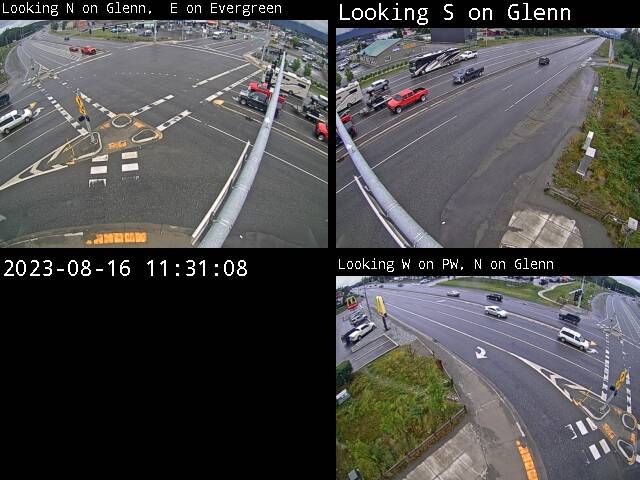 Looking N on Glenn, E on Evergreen
Looking S on Glenn
2023-08-16 11:31:08
Looking W on PW, N on Glenn